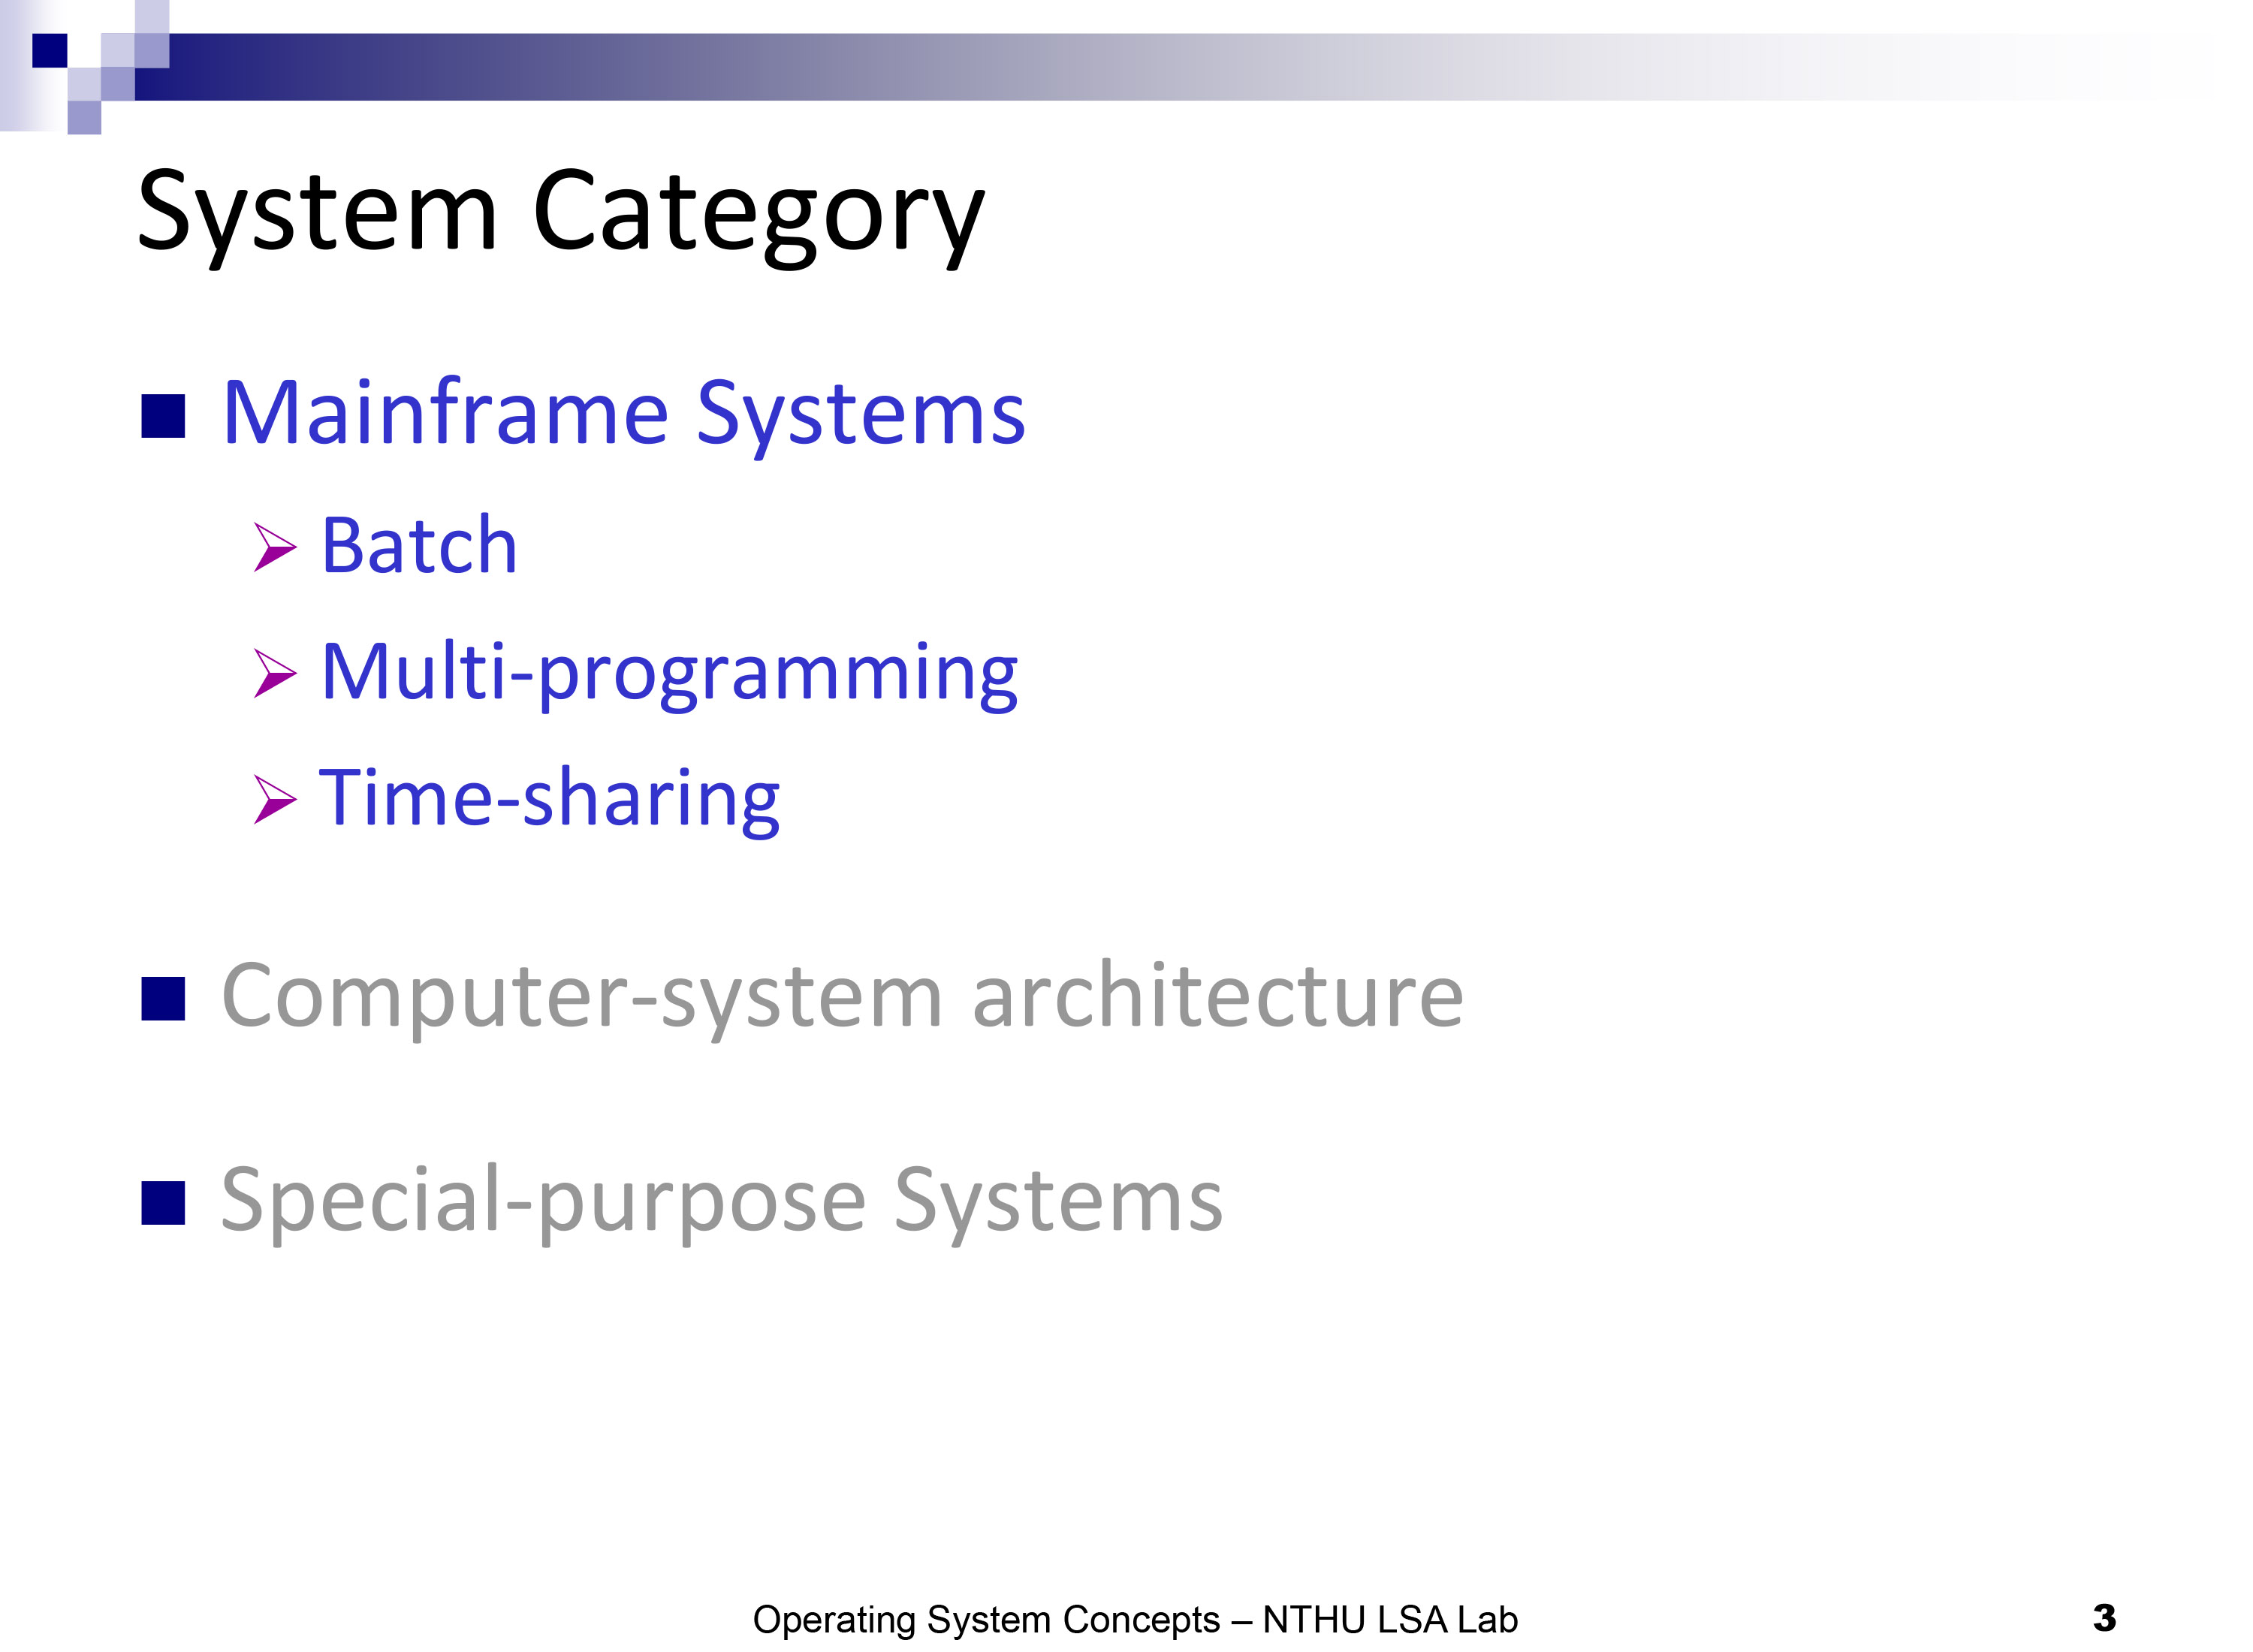 System Category
Mainframe Systems
Batch
Multi-programming
Time-sharing
Computer-system architecture
Special-purpose Systems
Operating System Concepts – NTHU LSA Lab
3